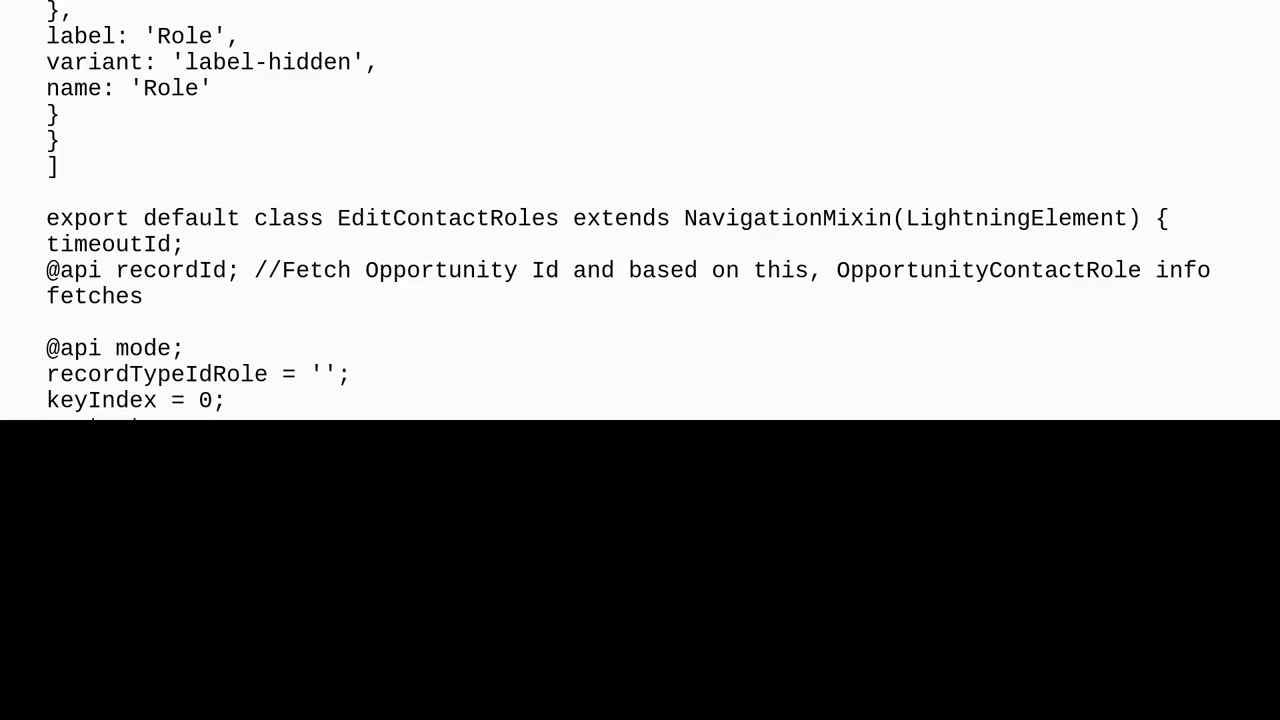 },
label: 'Role',
variant: 'label-hidden',
name: 'Role'
}
}
]
export default class EditContactRoles extends NavigationMixin(LightningElement) {
timeoutId;
@api recordId; //Fetch Opportunity Id and based on this, OpportunityContactRole info
fetches
@api mode;
recordTypeIdRole = '';
keyIndex = 0;